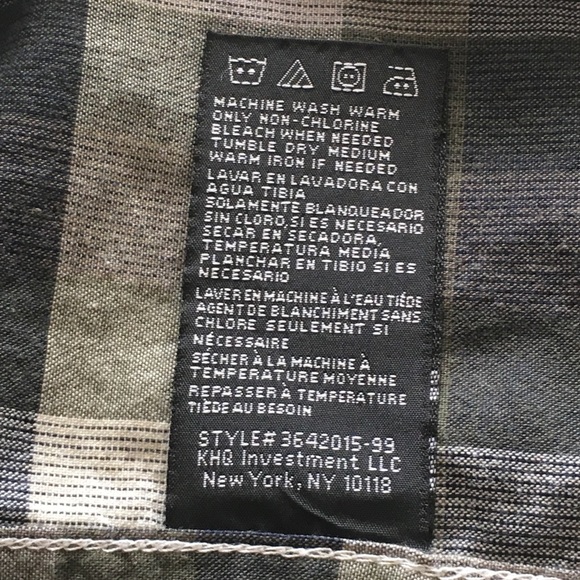 MACHINE WASH WARM
ONLY NON-CHLORINE
BLEACH WHEN NEEDED
TUMBLE DRY MEDIUM
WARM IRON IF NEEDED
LAVAR EN LAVADORA CON
AGUA TIBIA
SOLAMENTE BLANQUEADOR
SIN CLORO, SI ES NECESARIO
SECAR EN SECADORA,
TEMPERATURA MEDIA
PLANCHAR EN TIBIO SI ES
NECESARIO
LAVER EN MACHINE À L'EAU TIÉDE
AGENT DE BLANCHIMENT SANS
CHLORE SEULEMENT SI
NÉCESSAIRE
SÉCHER À LA MACHINE À
TEMPERATURE MOYENNE
REPASSER À TEMPÉRATURE
TIÈDE AU BESOIN
STYLE# 3642015-99
KHQ Investment LLC
New York, NY 10118